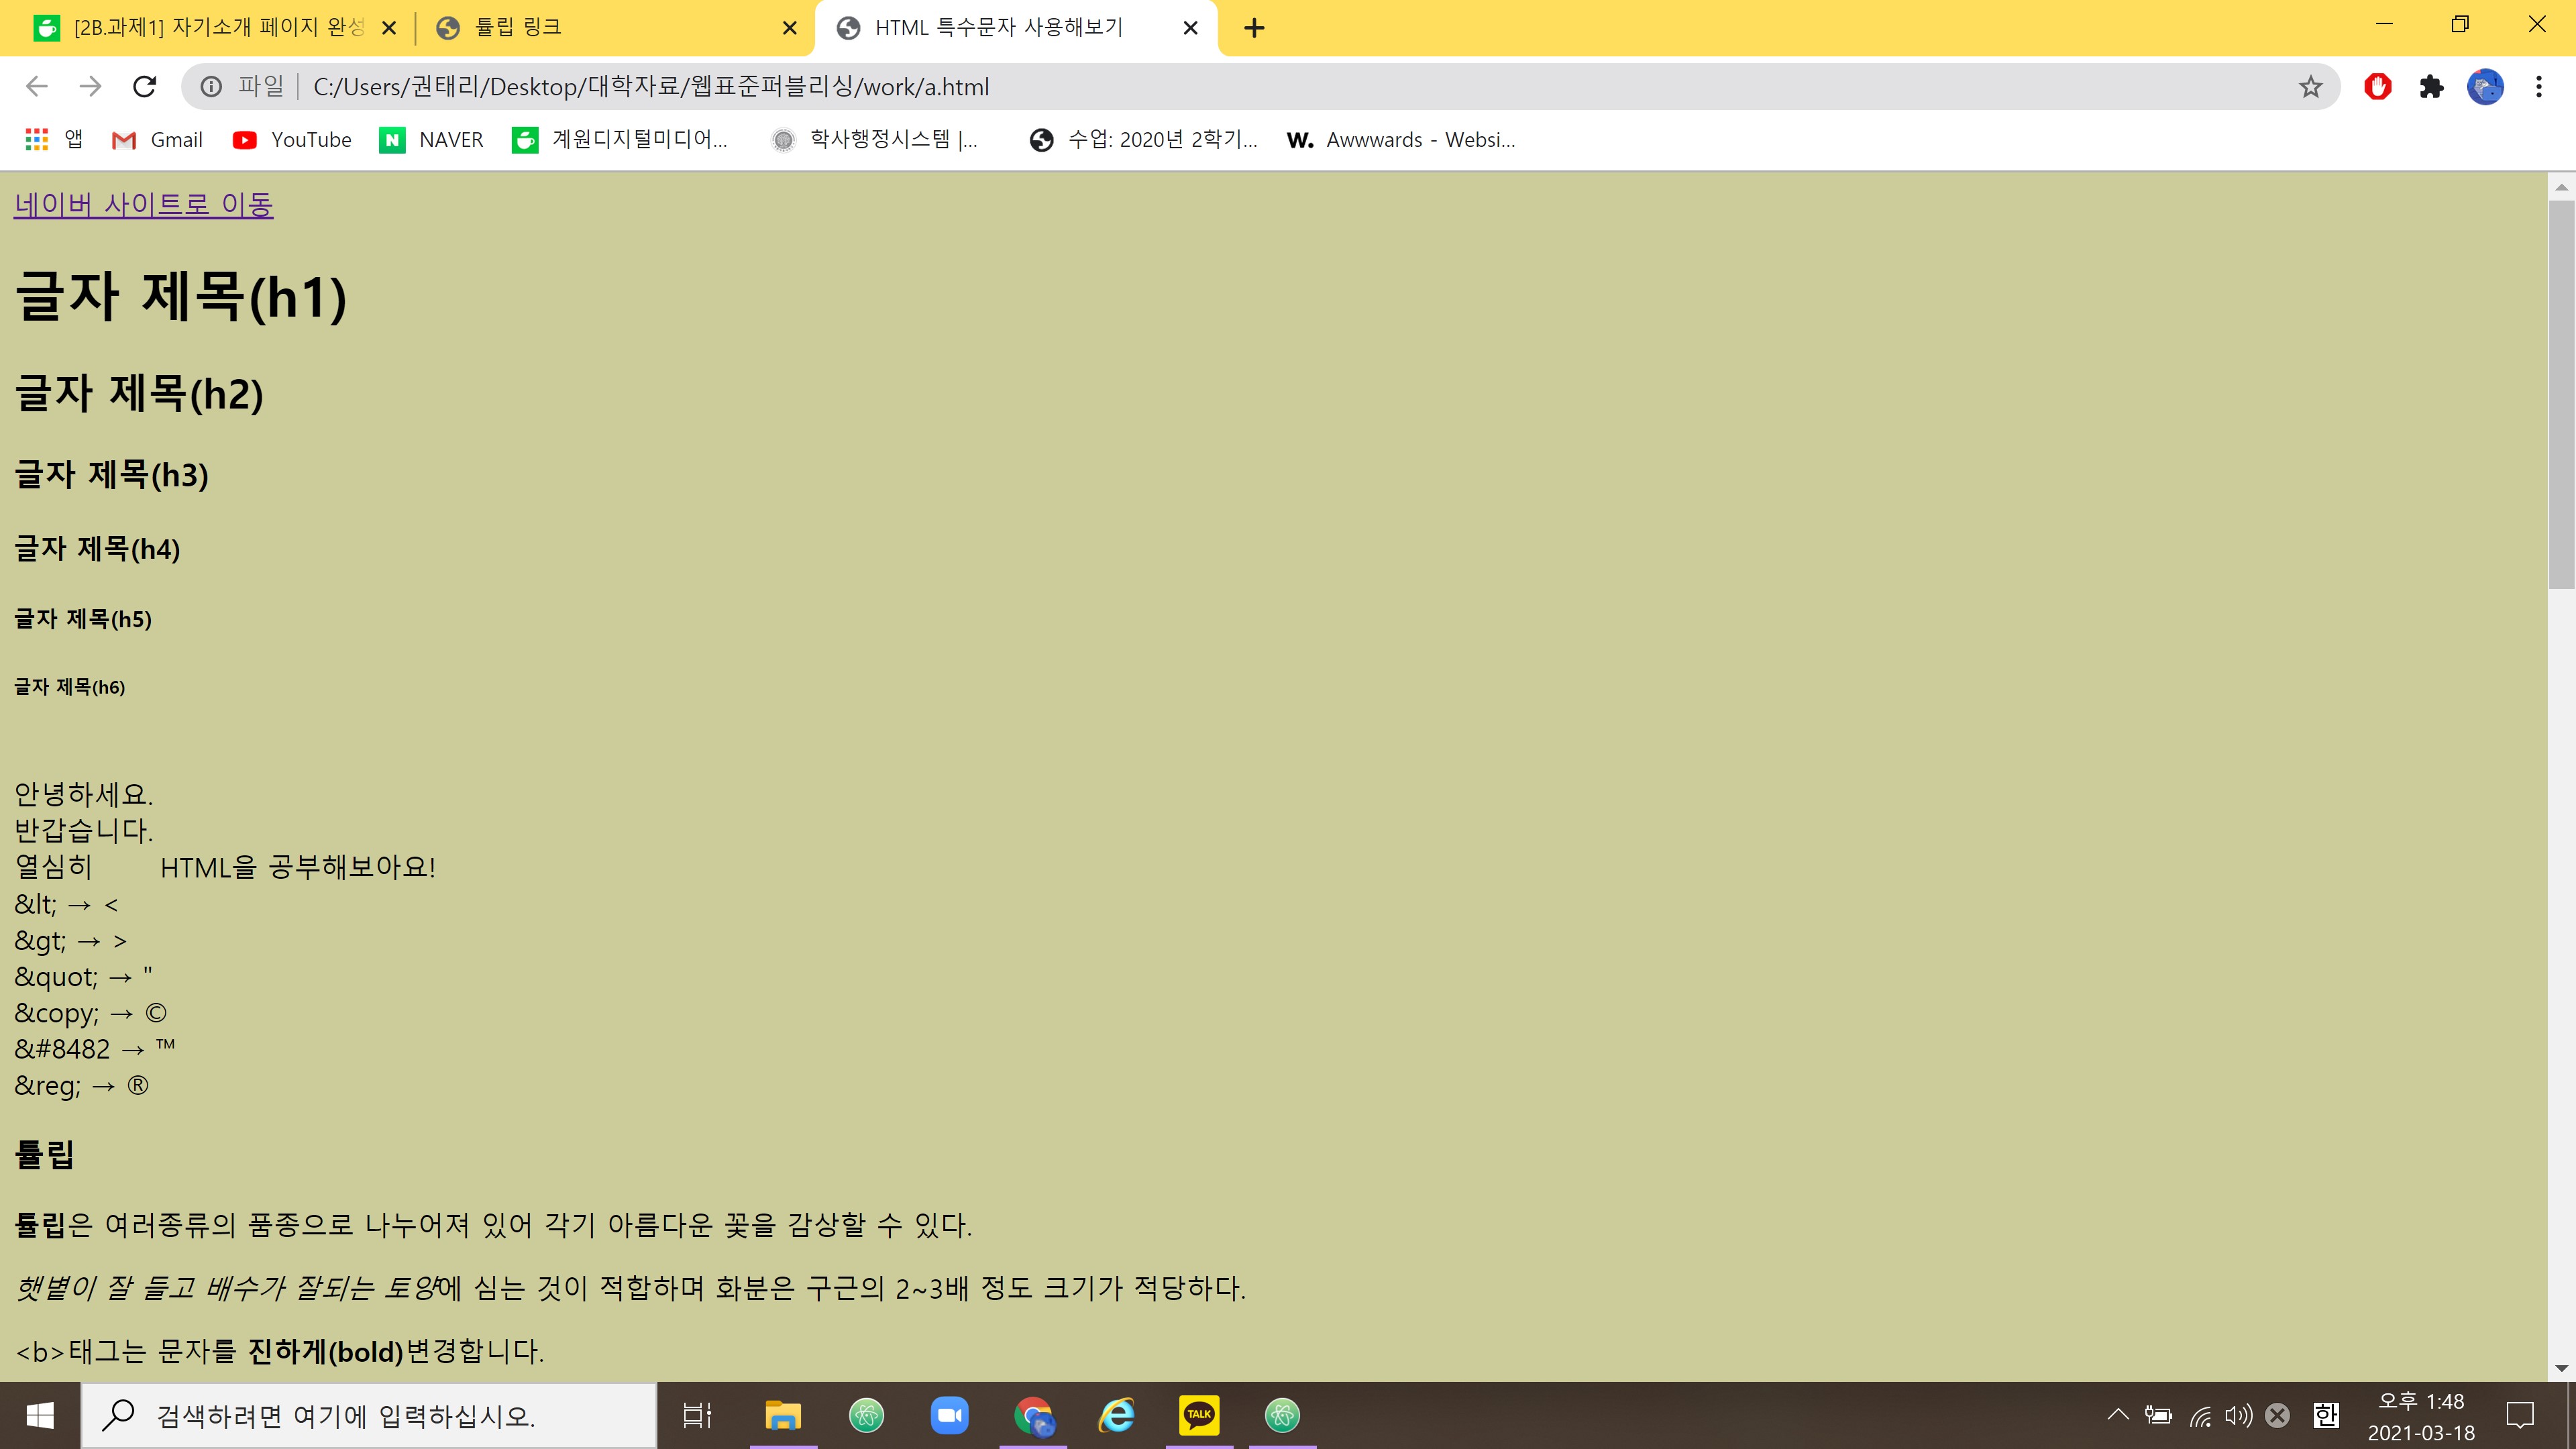 [2B.과제1] 자기소개 페이지 완성
튤립 링크
HTML 특수문자 사용해보기
파일 C:/Users/권태리/Desktop/대학자료/웹표준퍼블리싱/work/a.html
앱 Gmail YouTube NAVER 계원디지털미디어... 학사행정시스템 |... 수업: 2020년 2학기... W. Awwwards - Websi...
네이버 사이트로 이동
글자 제목(h1)
글자 제목(h2)
글자 제목(h3)
글자 제목(h4)
글자 제목(h5)
글자 제목(h6)
안녕하세요.
반갑습니다.
열심히 HTML을 공부해보아요!
&lt; → <
&gt; → >
&quot; → "
&copy; → ©
&#8482 → ™
&reg; → ®
튤립
튤립은 여러종류의 품종으로 나누어져 있어 각기 아름다운 꽃을 감상할 수 있다.
햇볕이 잘 들고 배수가 잘되는 토양에 심는 것이 적합하며 화분은 구근의 2~3배 정도 크기가 적당하다.
<b>태그는 문자를 진하게(bold)변경합니다.
검색하려면 여기에 입력하십시오.
TALK
한
오후 1:48
2021-03-18